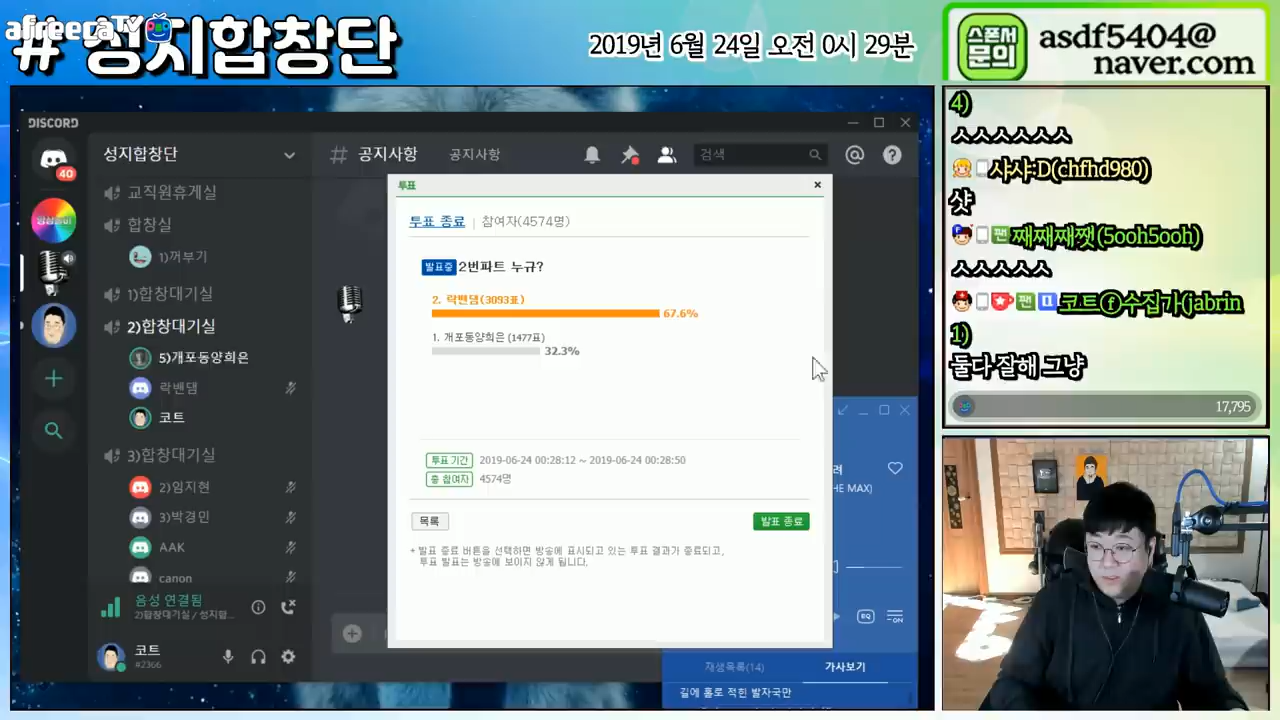 afreecaTV
# 성지합창단
2019년 6월 24일 오전 0시 29분
스폰서
문의
asdf5404@
naver.com
DISCORD
성지합창단
# 공지사항
공지사항
검색
40
교직원휴게실
합창실
1)꺼부기
1)합창대기실
2)합창대기실
5)개포동양희은
락벤댐
코트
3)합창대기실
2)임지현
3)박경민
AAK
canon
음성 연결됨
2)합창대기실 / 성지합...
코트
#2366
투표
투표 종료 | 참여자(4574명)
발표중 2번파트 누규?
2. 락벤댐(3093표)
67.6%
1. 개포동양희은 (1477표)
32.3%
투표 기간 2019-06-24 00:28:12 ~ 2019-06-24 00:28:50
총 참여자 4574명
목록
발표 종료
* 발표 종료 버튼을 선택하면 방송에 표시되고 있는 투표 결과가 종료되고,
투표 발표는 방송에 보이지 않게 됩니다.
려
HE MAX)
EQ
ON
재생목록(14)
가사보기
길에 홀로 적힌 발자국만
4)
ㅅㅅㅅㅅㅅㅅ
샤샤:D(chfhd980)
샷
팬 째째째쨋(5ooh5ooh)
ㅅㅅㅅㅅㅅ
팬 코트ⓕ수집가(jabrin
1)
둘다 잘해 그냥
17,795